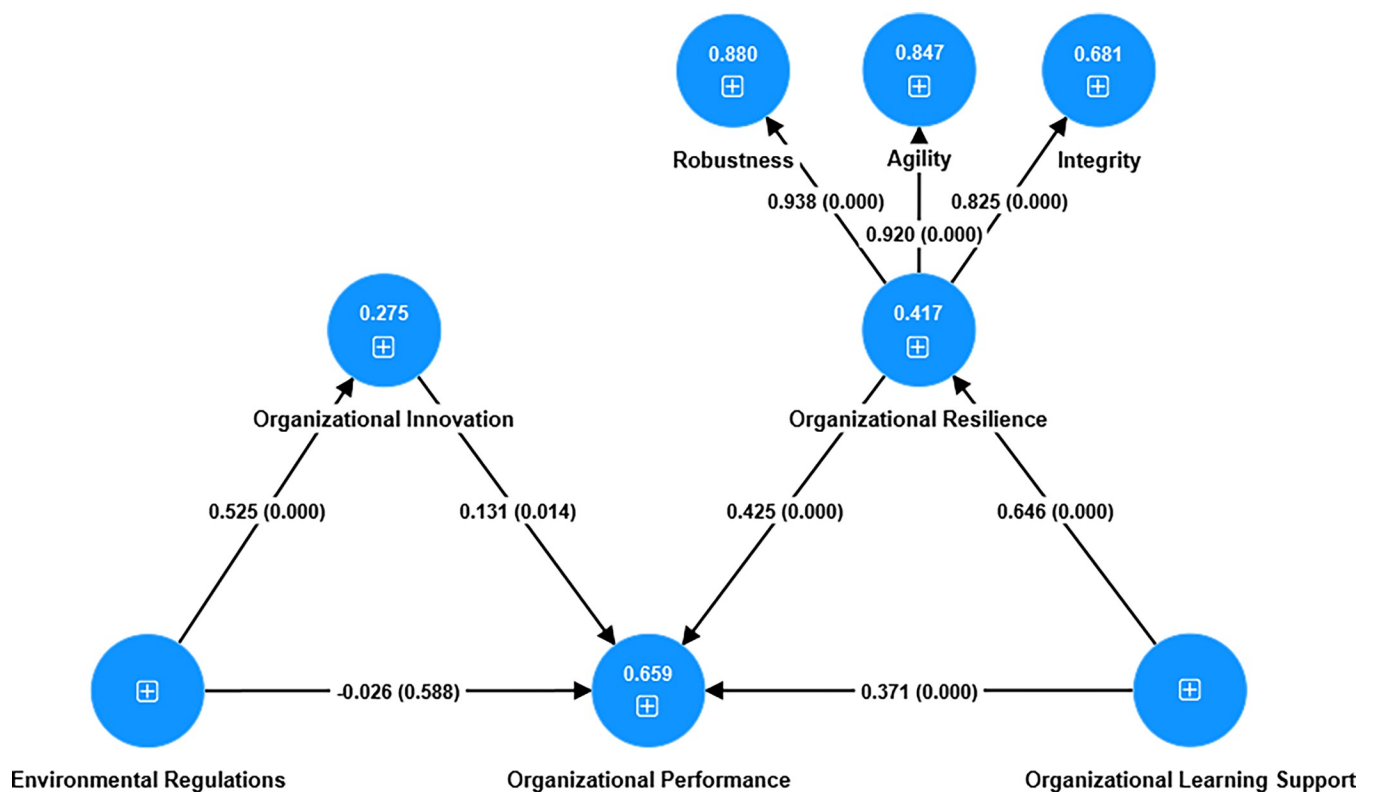 0.880
0.847
0.681
Robustness
Agility
Integrity
0.938 (0.000)
0.825 (0.000)
0.920 (0.000)
0.275
0.417
Organizational Innovation
Organizational Resilience
0.525 (0.000)
0.131 (0.014)
0.425 (0.000)
0.646 (0.000)
0.659
-0.026 (0.588)
0.371 (0.000)
Environmental Regulations
Organizational Performance
Organizational Learning Support